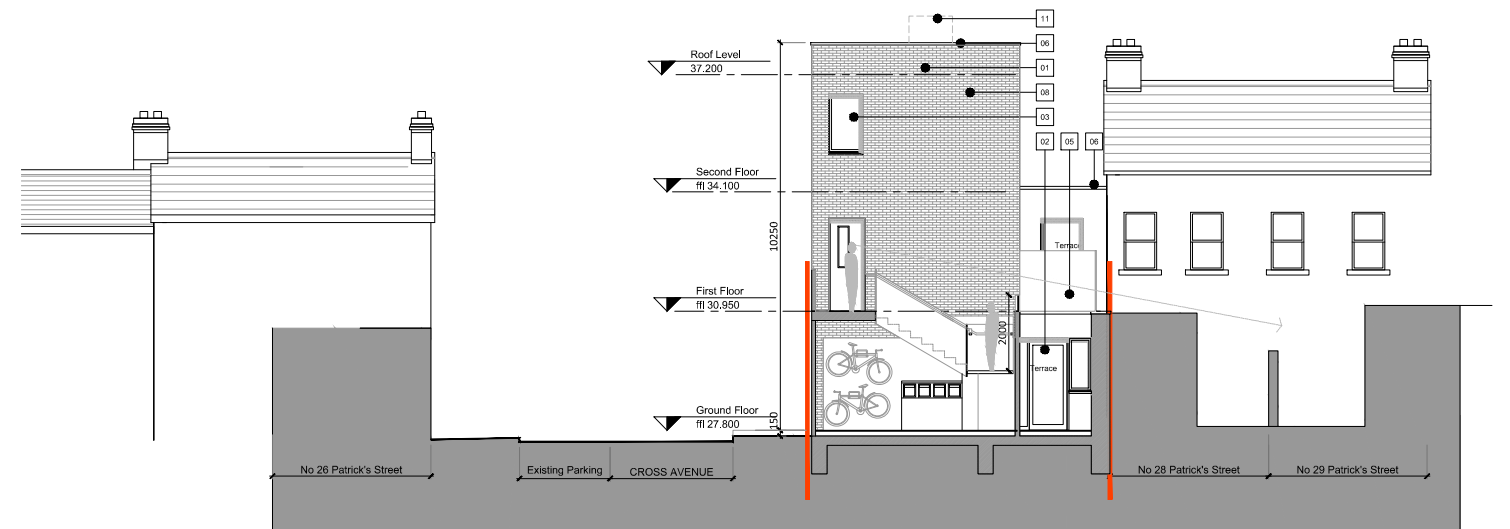 11
06
Roof Level
37.200
01
08
03
02
05
06
Second Floor
ffl 34.100
10250
Terrace
First Floor
ffl 30.950
2000
Terrace
Ground Floor
ffl 27.800
150
No 26 Patrick's Street
Existing Parking
CROSS AVENUE
No 28 Patrick's Street
No 29 Patrick's Street